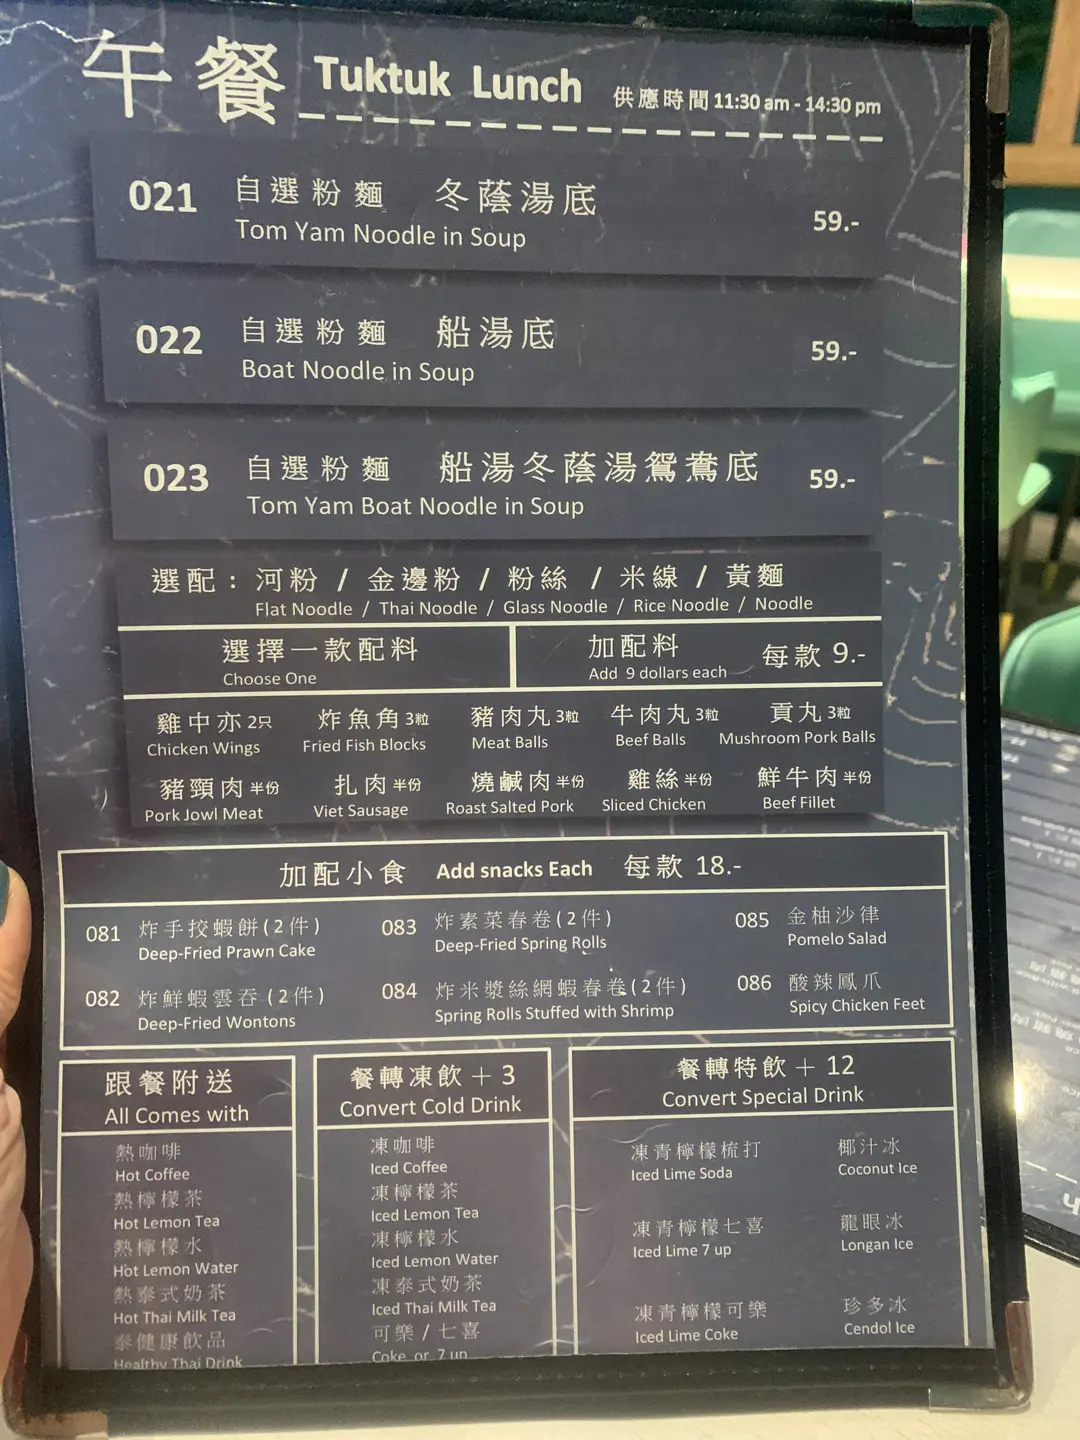 午餐 Tuktuk Lunch 供應時間 11:30 am - 14:30 pm
021 自選粉麵 冬蔭湯底 59.-
Tom Yam Noodle in Soup
022 自選粉麵 船湯底 59.-
Boat Noodle in Soup
023 自選粉麵 船湯冬蔭湯鴛鴦底 59.-
Tom Yam Boat Noodle in Soup
選配: 河粉 / 金邊粉 / 粉絲 / 米線 / 黃麵
Flat Noodle / Thai Noodle / Glass Noodle / Rice Noodle / Noodle
選擇一款配料 加配料 每款 9.-
Choose One Add 9 dollars each
雞中亦 2只 炸魚角 3粒 豬肉丸 3粒 牛肉丸 3粒 貢丸 3粒
Chicken Wings Fried Fish Blocks Meat Balls Beef Balls Mushroom Pork Balls
豬頸肉 半份 扎肉 半份 燒鹹肉 半份 雞絲 半份 鮮牛肉 半份
Pork Jowl Meat Viet Sausage Roast Salted Pork Sliced Chicken Beef Fillet
加配小食 Add snacks Each 每款 18.-
081 炸手挍蝦餅(2件) 083 炸素菜春卷(2件) 085 金柚沙律
Deep-Fried Prawn Cake Deep-Fried Spring Rolls Pomelo Salad
082 炸鮮蝦雲吞(2件) 084 炸米漿絲網蝦春卷(2件) 086 酸辣鳳爪
Deep-Fried Wontons Spring Rolls Stuffed with Shrimp Spicy Chicken Feet
跟餐附送
All Comes with
熱咖啡
Hot Coffee
熱檸檬茶
Hot Lemon Tea
熱檸檬水
Hot Lemon Water
熱泰式奶茶
Hot Thai Milk Tea
泰健康飲品
Healthy Thai Drink
餐轉凍飲 + 3
Convert Cold Drink
凍咖啡
Iced Coffee
凍檸檬茶
Iced Lemon Tea
凍檸檬水
Iced Lemon Water
凍泰式奶茶
Iced Thai Milk Tea
可樂 / 七喜
Coke or 7 up
餐轉特飲 + 12
Convert Special Drink
凍青檸檬梳打 椰汁冰
Iced Lime Soda Coconut Ice
凍青檸檬七喜 龍眼冰
Iced Lime 7 up Longan Ice
凍青檸檬可樂 珍多冰
Iced Lime Coke Cendol Ice